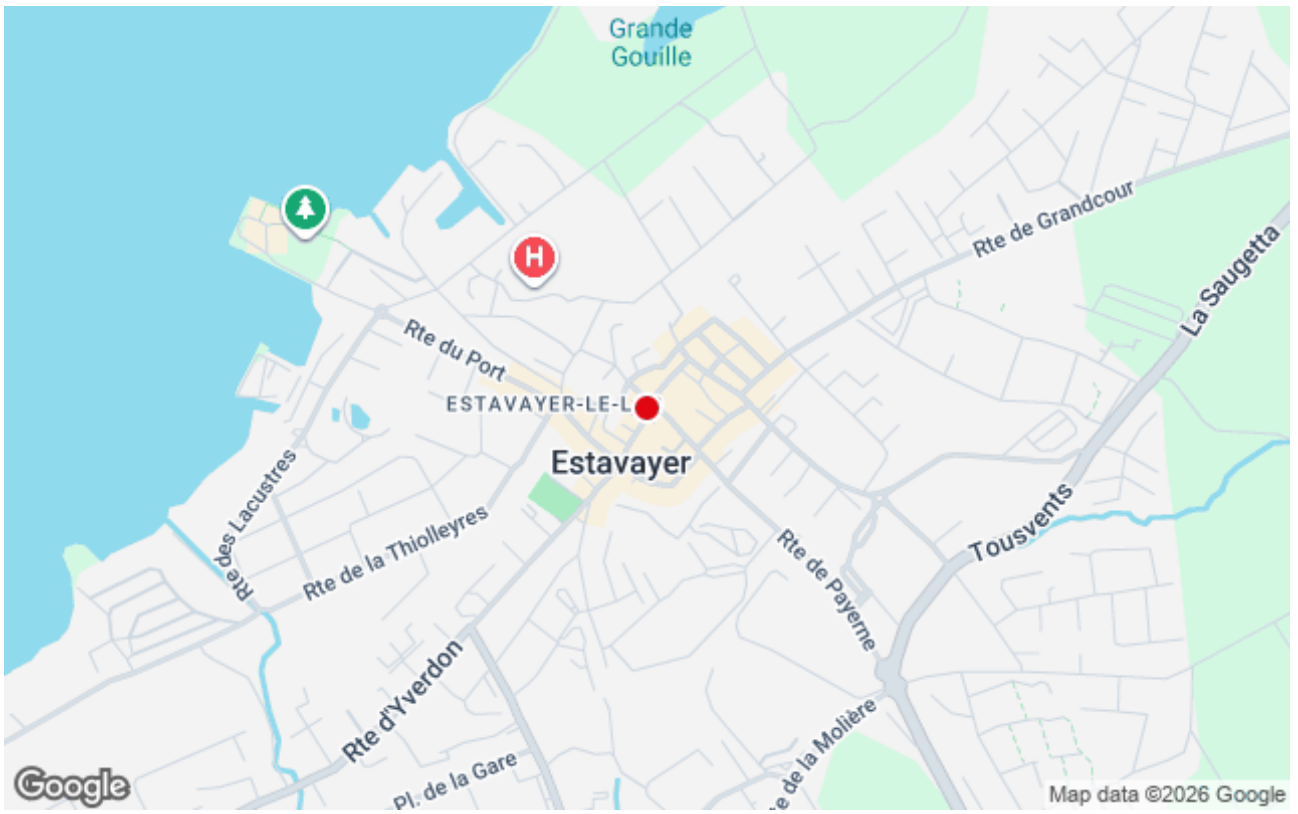 Grande
Gouille
Rte de Grandcour
La Saugetta
H
Rte du Port
ESTAVAYER-LE-L
Estavayer
Rte des Lacustres
Rte de la Thiolleyres
Tousvents
Rte de Payerne
Rte d'Yverdon
Pl. de la Gare
e de la Molière
Google
Map data ©2026 Google